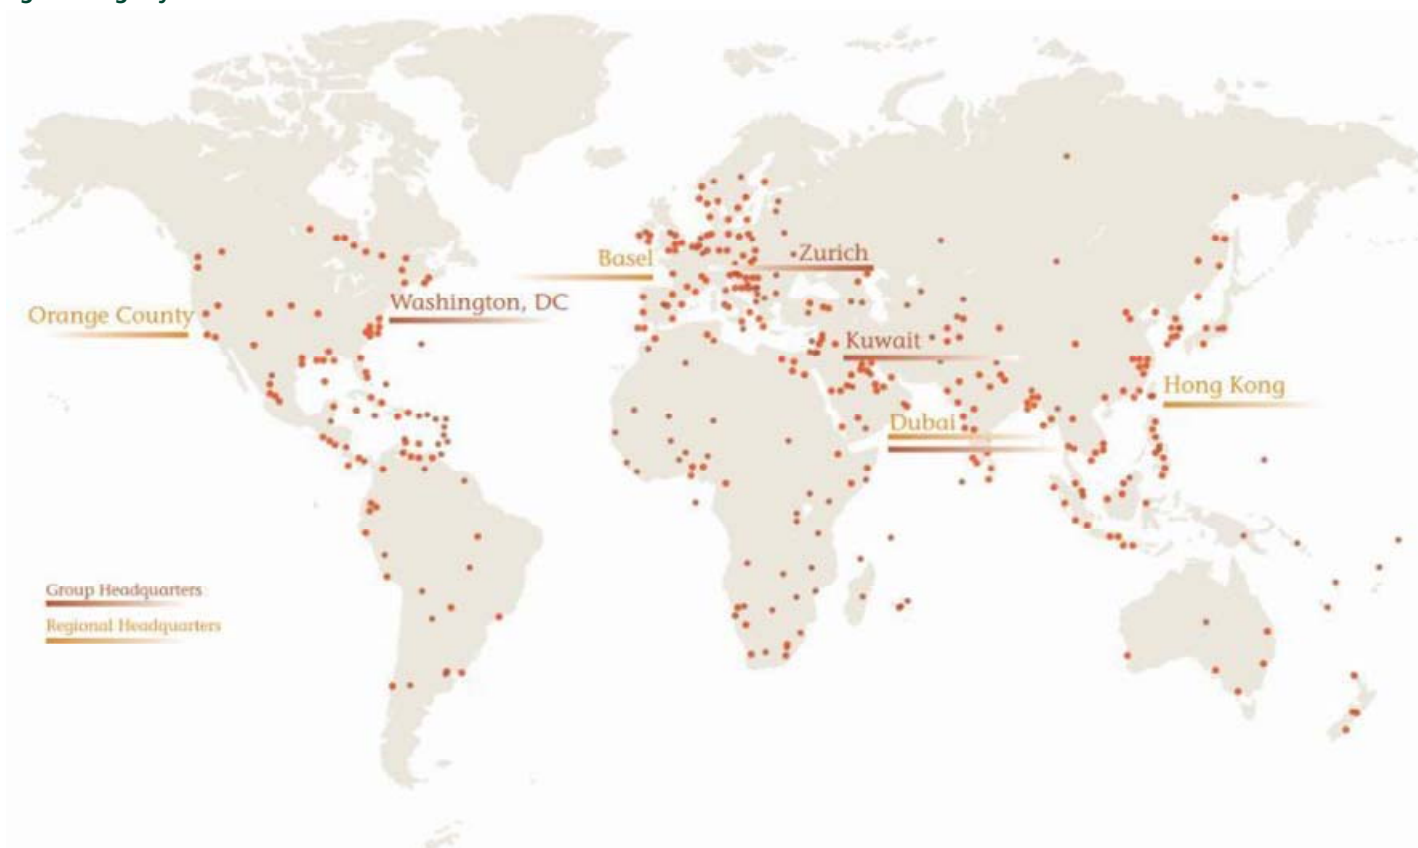 Basel
Zurich
Orange County
Washington, DC
Kuwait
Hong Kong
Dubai
Group Headquarters
Regional Headquarters